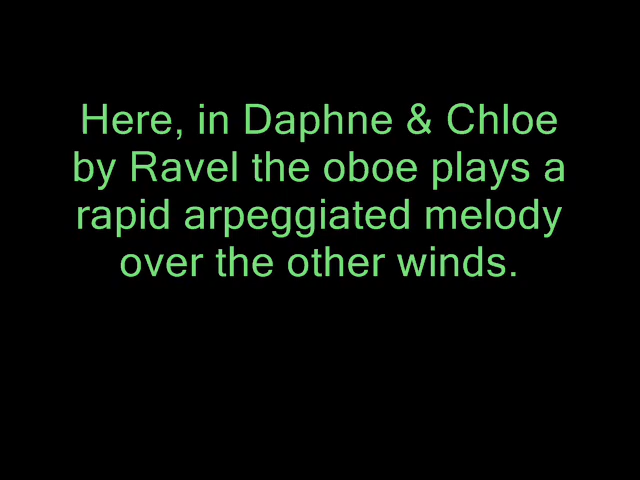 Here, in Daphne & Chloe
by Ravel the oboe plays a
rapid arpeggiated melody
over the other winds.